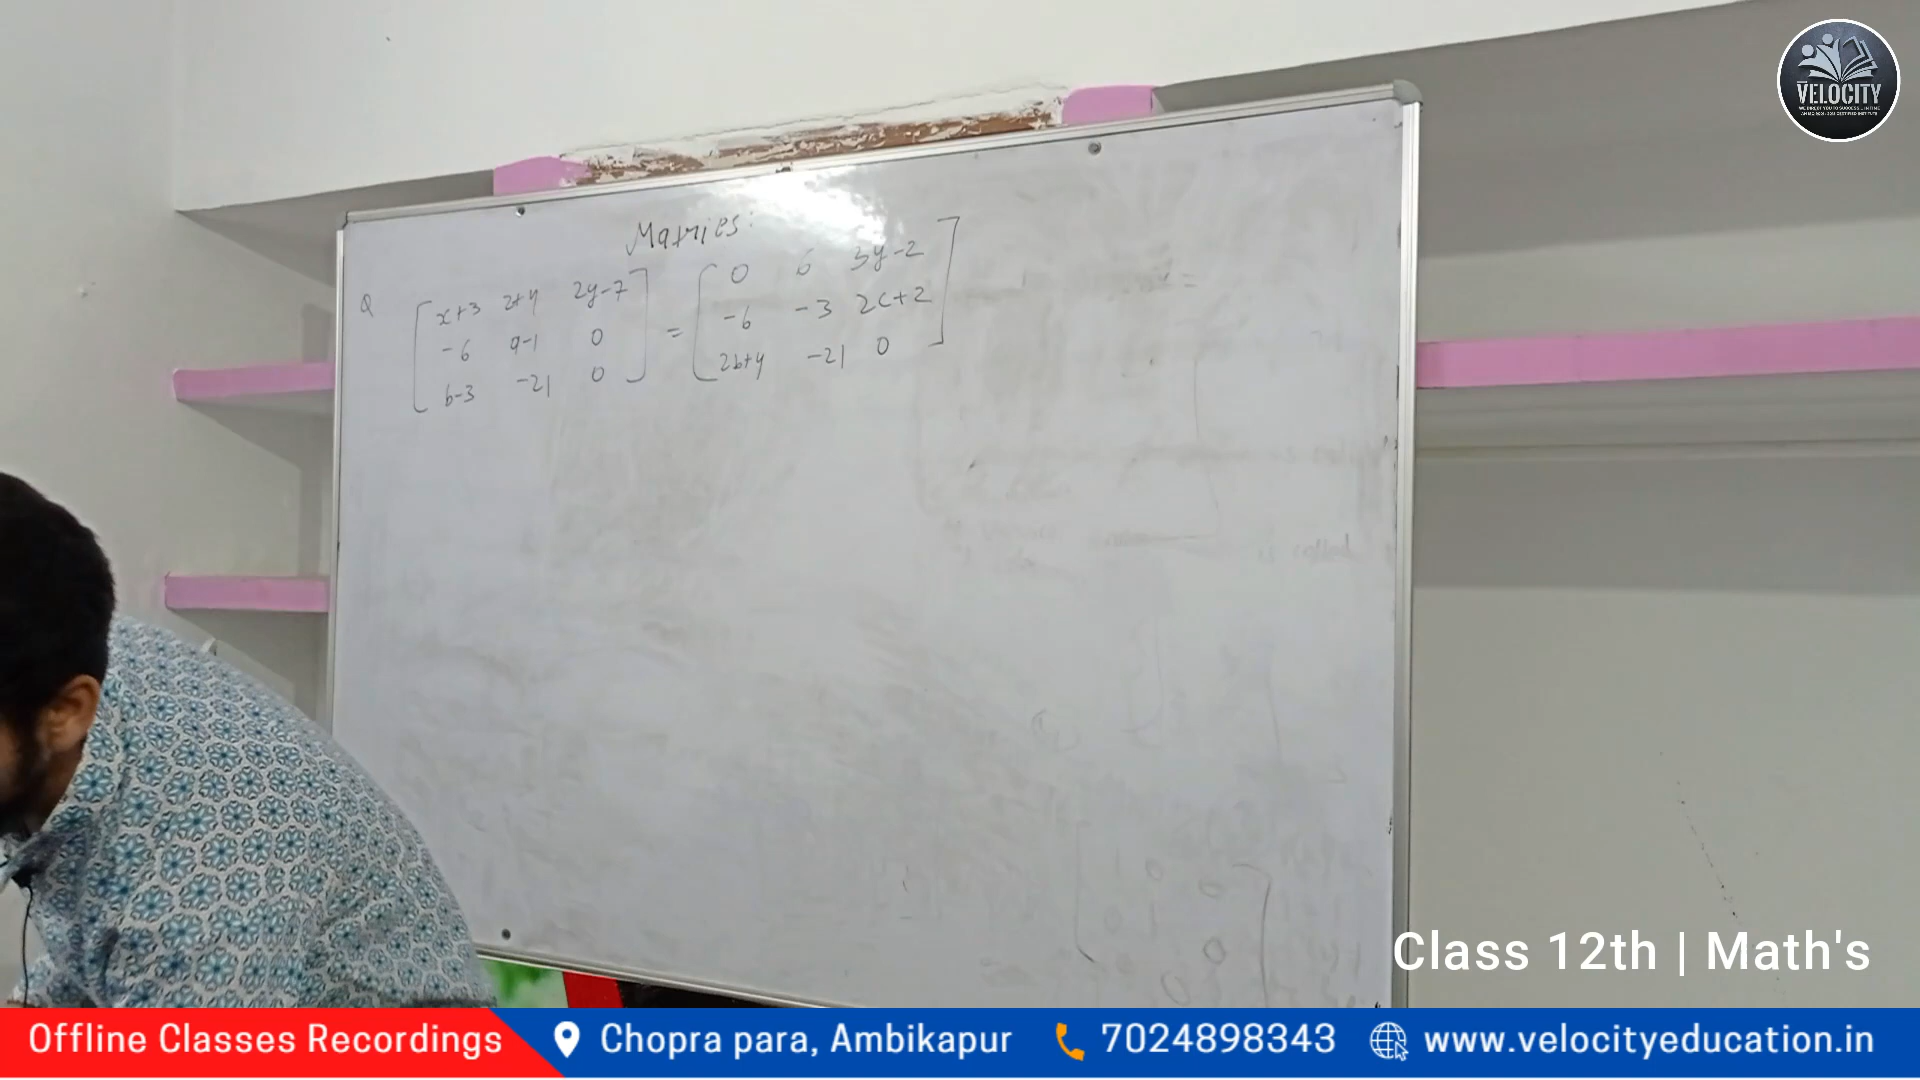 VELOCITY
Matries:
Q [ x+3 z+4 2y-7 ] = [ 0 6 3y-2 ]
-6 a-1 0 -6 -3 2c+2
b-3 -21 0 2b+4 -21 0
Class 12th | Math's
Offline Classes Recordings Chopra para, Ambikapur 7024898343 www.velocityeducation.in